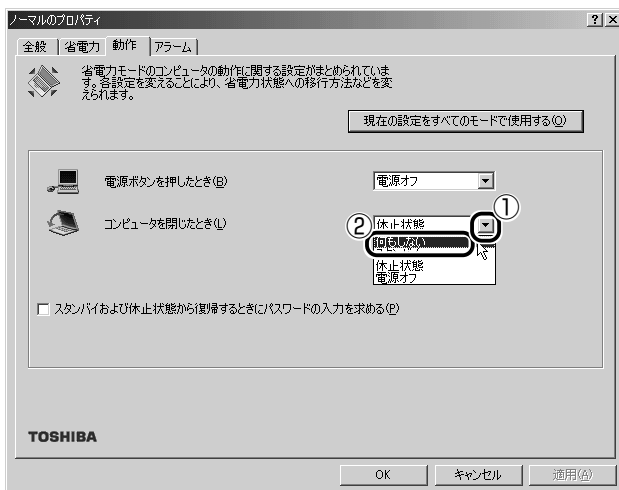 ノーマルのプロパティ
? ×
全般 省電力 動作 アラーム
省電力モードのコンピュータの動作に関する設定がまとめられていま
す。各設定を変えることにより、省電力状態への移行方法などを変
えられます。
現在の設定をすべてのモードで使用する(O)
電源ボタンを押したとき(B) 電源オフ
①
コンピュータを閉じたとき(L) 休止状態
② 何もしない
休止状態
電源オフ
スタンバイおよび休止状態から復帰するときにパスワードの入力を求める(P)
TOSHIBA
OK キャンセル 適用(A)